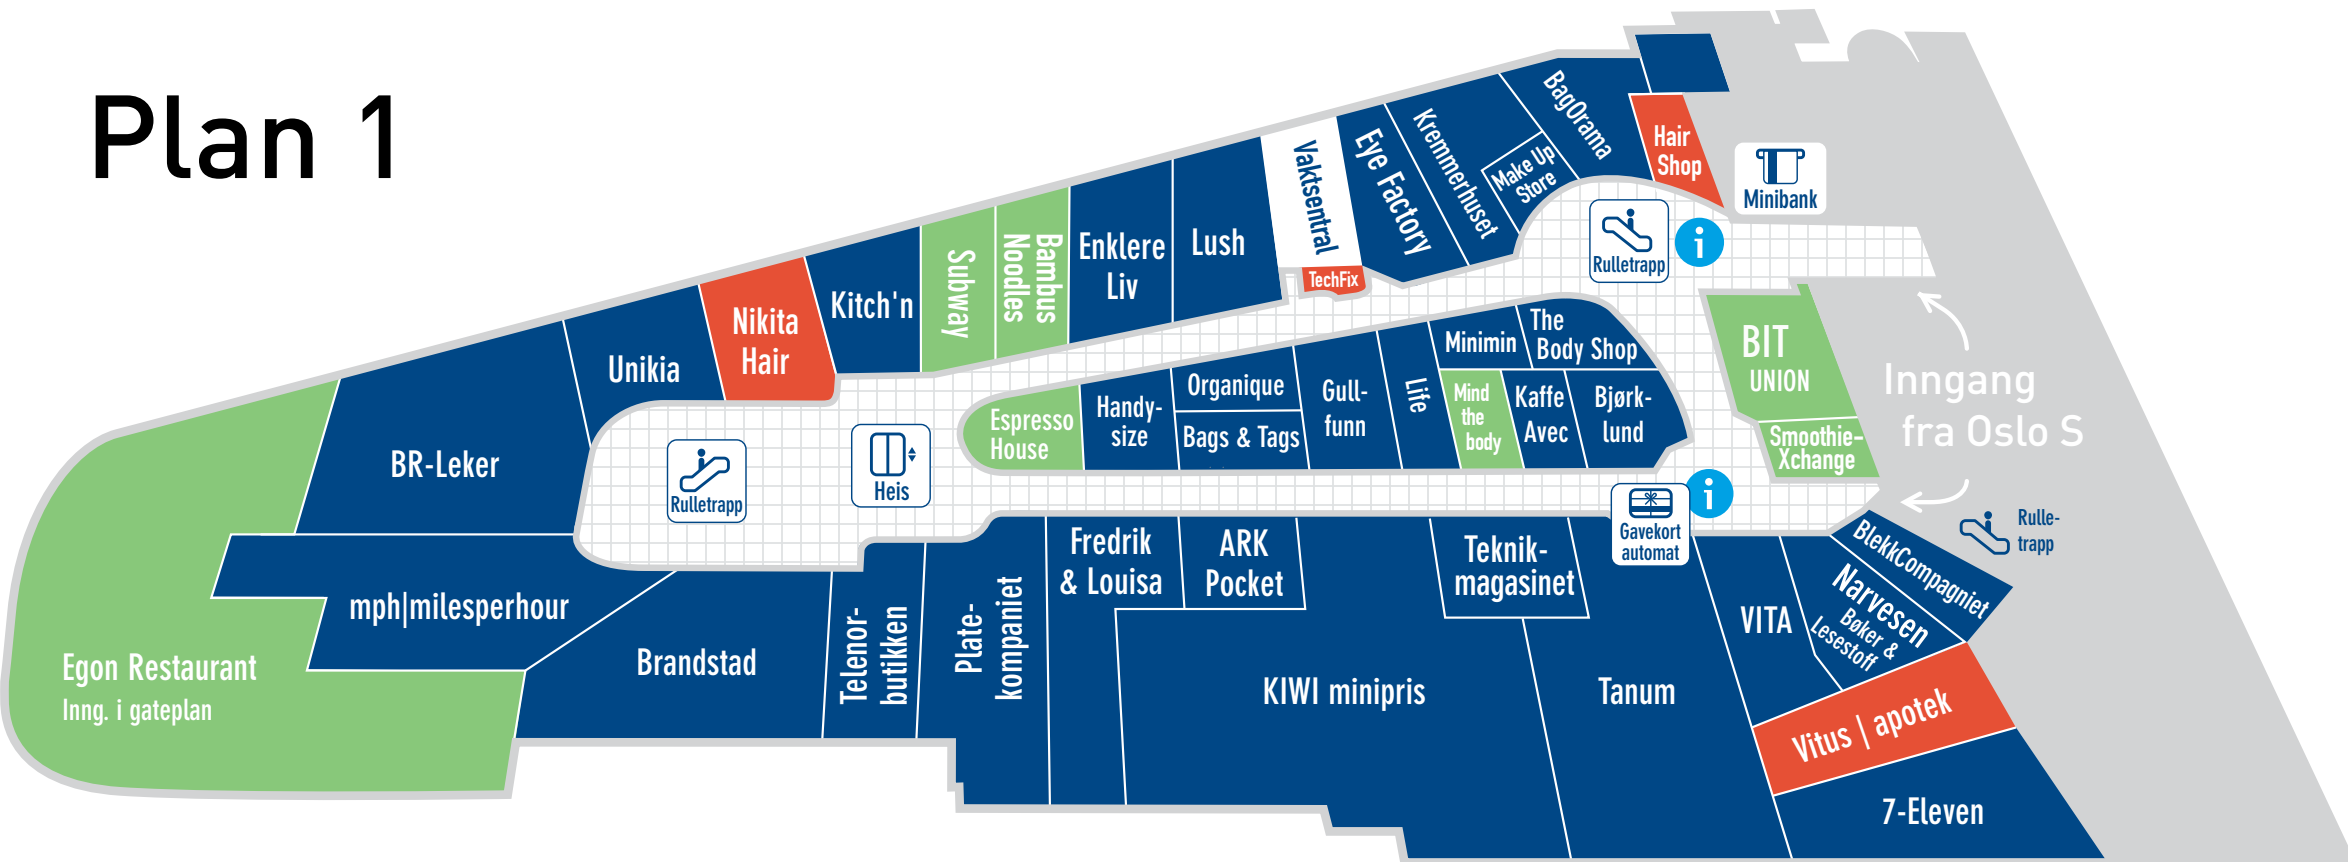 Plan 1
BagOrama
Hair
Shop
Minibank
Kremmerhuset
Make Up
Store
Eye Factory
Vaktsentral
TechFix
Rulletrapp
i
Lush
Enklere
Liv
Bambus
Noodles
Subway
Kitch'n
Nikita
Hair
Unikia
BR-Leker
Rulletrapp
Heis
Espresso
House
Handy-
size
Organique
Bags & Tags
Gull-
funn
Life
Minimin
The
Body Shop
Mind
the
body
Kaffe
Avec
Bjørk-
lund
BIT
UNION
Smoothie-
Xchange
Inngang
fra Oslo S
Rulle-
trapp
i
Gavekort
automat
mph|milesperhour
Egon Restaurant
Inng. i gateplan
Brandstad
Telenor-
butikken
Plate-
kompaniet
Fredrik
& Louisa
ARK
Pocket
KIWI minipris
Teknik-
magasinet
Tanum
VITA
BlekkCompagniet
Narvesen
Bøker &
Lesestoff
Vitus | apotek
7-Eleven